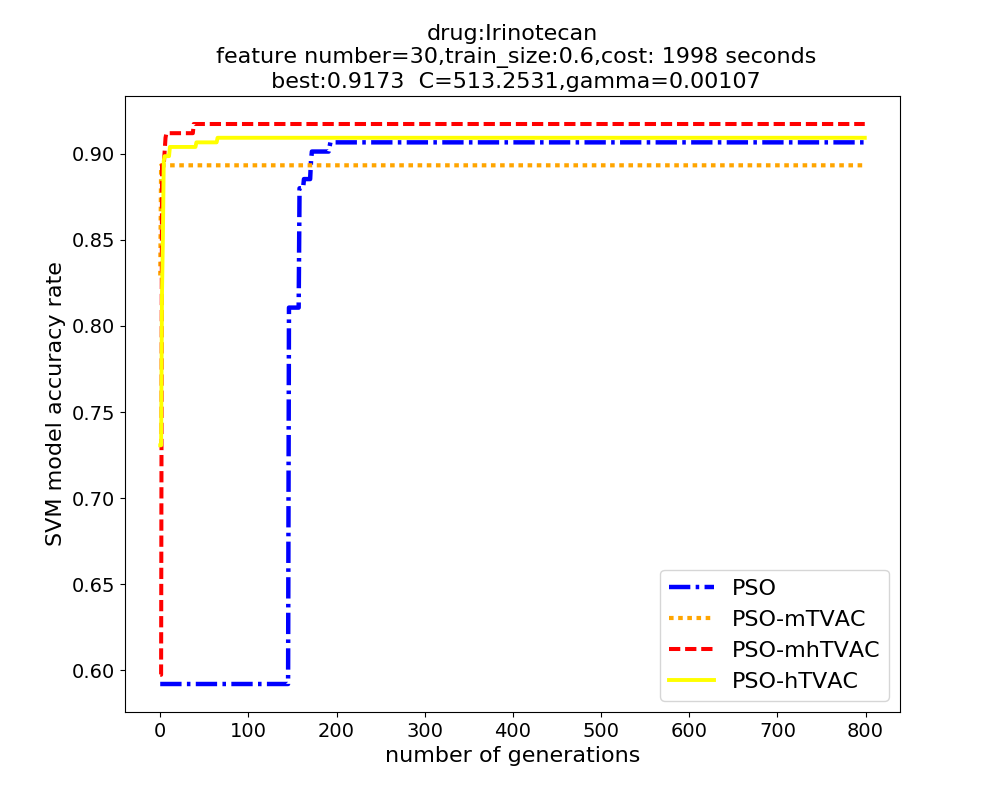 drug:Irinotecan
feature number=30,train_size:0.6,cost: 1998 seconds
best:0.9173  C=513.2531,gamma=0.00107
SVM model accuracy rate
0.90
0.85
0.80
0.75
0.70
0.65
0.60
PSO
PSO-mTVAC
PSO-mhTVAC
PSO-hTVAC
0 100 200 300 400 500 600 700 800
number of generations